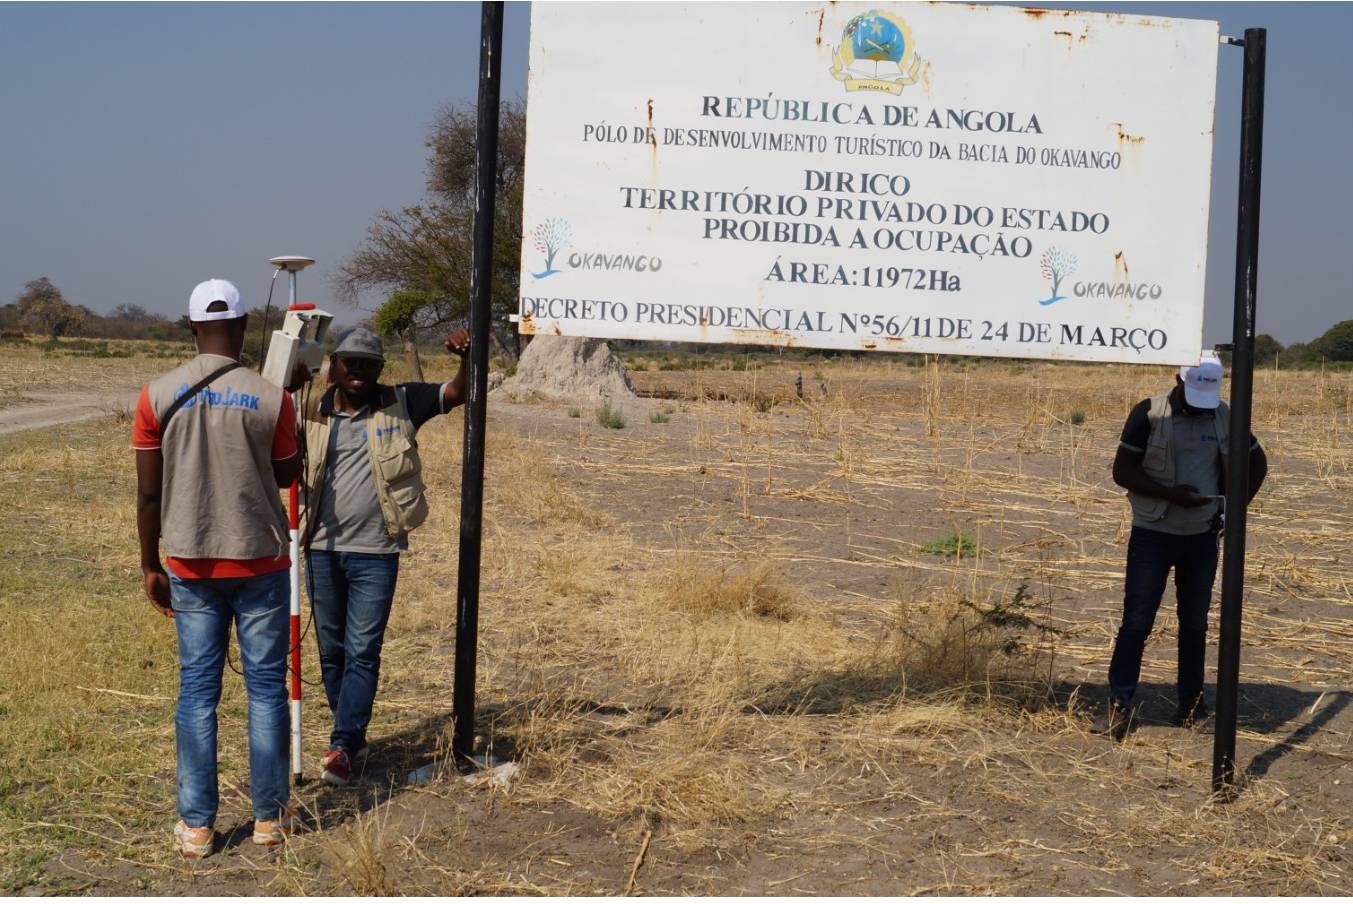 ANGOLA
REPÚBLICA DE ANGOLA
PÓLO DE DESENVOLVIMENTO TURÍSTICO DA BACIA DO OKAVANGO
DIRICO
TERRITÓRIO PRIVADO DO ESTADO
PROIBIDA A OCUPAÇÃO
OKAVANGO
ÁREA:11972Ha
OKAVANGO
DECRETO PRESIDENCIAL Nº56/11 DE 24 DE MARÇO